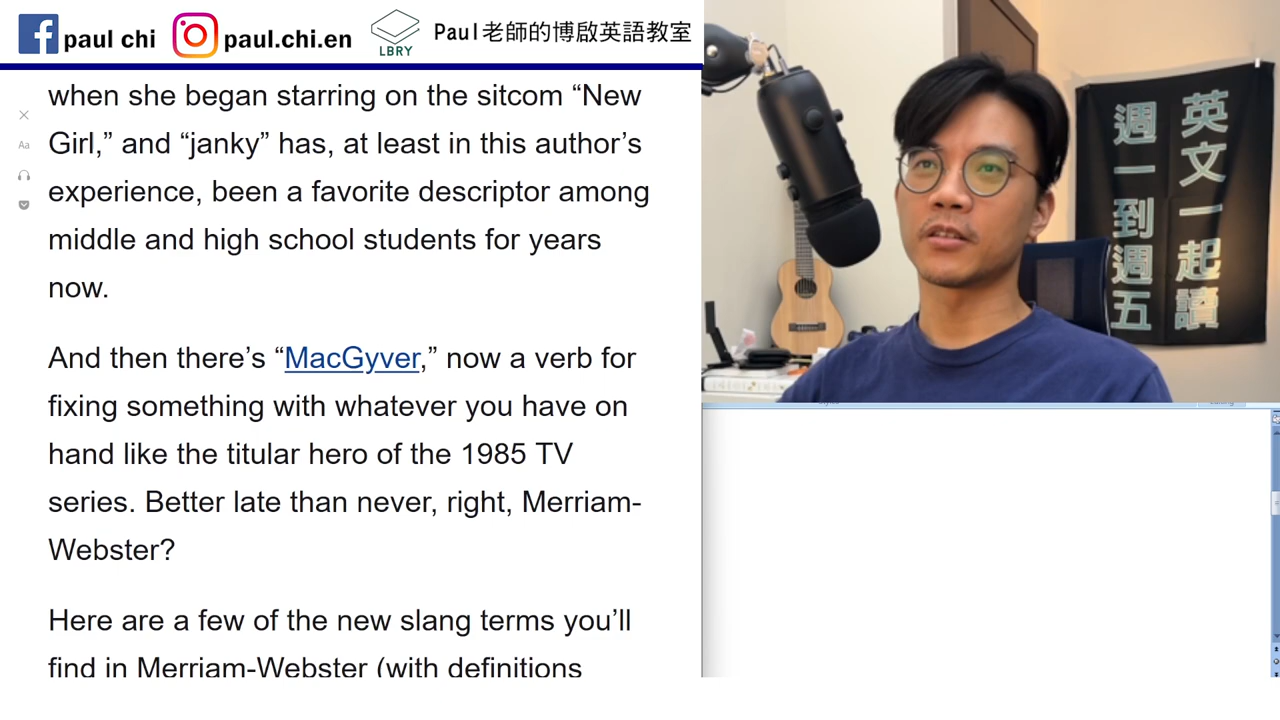 paul chi
paul.chi.en
LBRY
Paul老師的博啟英語教室
when she began starring on the sitcom “New
Girl,” and “janky” has, at least in this author’s
experience, been a favorite descriptor among
middle and high school students for years
now.
And then there’s “MacGyver,” now a verb for
fixing something with whatever you have on
hand like the titular hero of the 1985 TV
series. Better late than never, right, Merriam-
Webster?
Here are a few of the new slang terms you’ll
find in Merriam-Webster (with definitions
Aa
英文一起讀
週一到週五